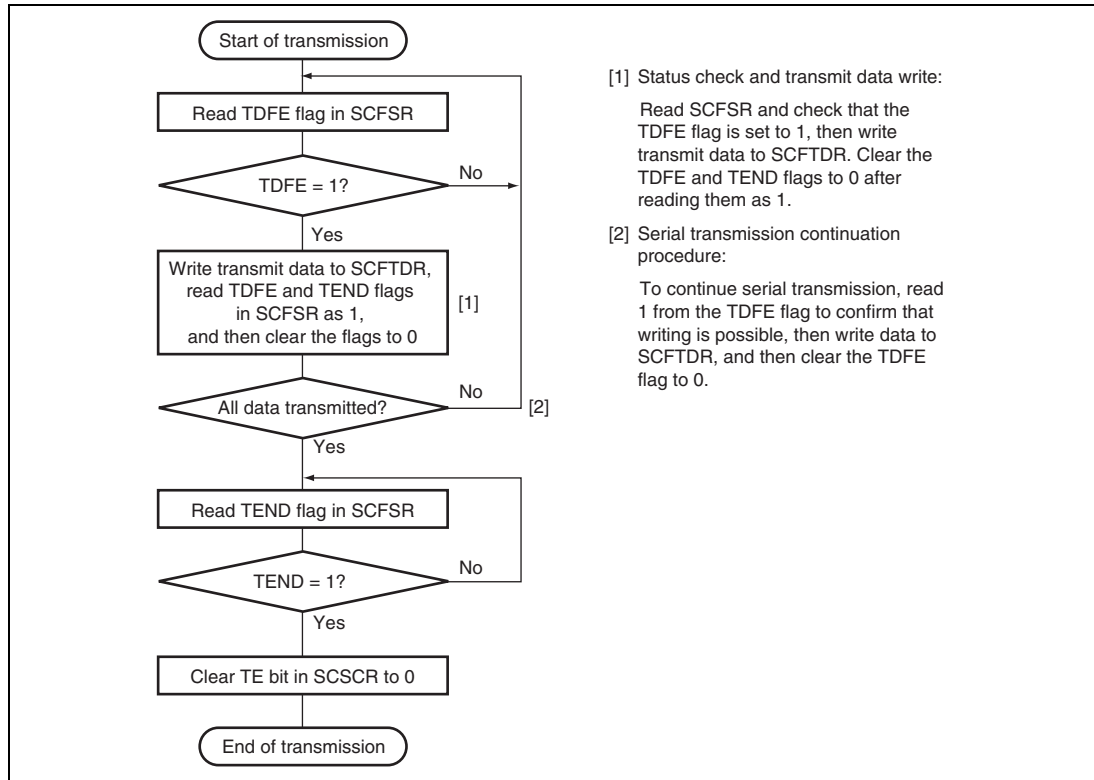 Start of transmission
Read TDFE flag in SCFSR
TDFE = 1?
No
Yes
Write transmit data to SCFTDR,
read TDFE and TEND flags
in SCFSR as 1,
and then clear the flags to 0
[1]
All data transmitted?
No
[2]
Yes
Read TEND flag in SCFSR
TEND = 1?
No
Yes
Clear TE bit in SCSCR to 0
End of transmission
[1] Status check and transmit data write:
Read SCFSR and check that the
TDFE flag is set to 1, then write
transmit data to SCFTDR. Clear the
TDFE and TEND flags to 0 after
reading them as 1.
[2] Serial transmission continuation
procedure:
To continue serial transmission, read
1 from the TDFE flag to confirm that
writing is possible, then write data to
SCFTDR, and then clear the TDFE
flag to 0.